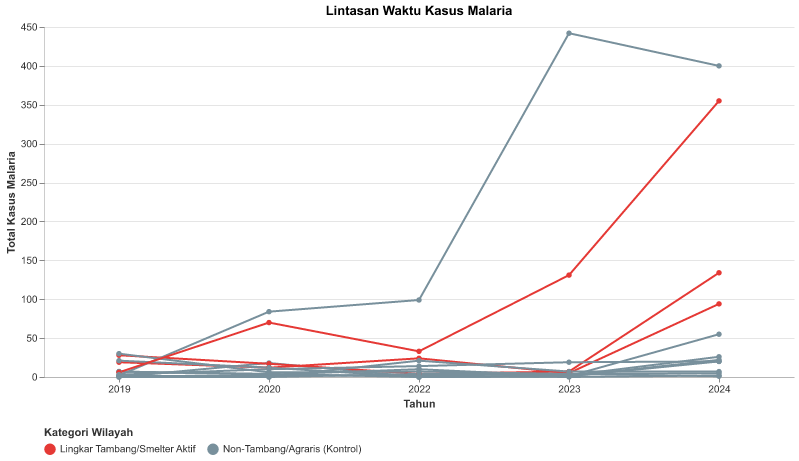 Lintasan Waktu Kasus Malaria
Total Kasus Malaria
450
400
350
300
250
200
150
100
50
0
2019 2020 2022 2023 2024
Tahun
Kategori Wilayah
Lingkar Tambang/Smelter Aktif Non-Tambang/Agraris (Kontrol)